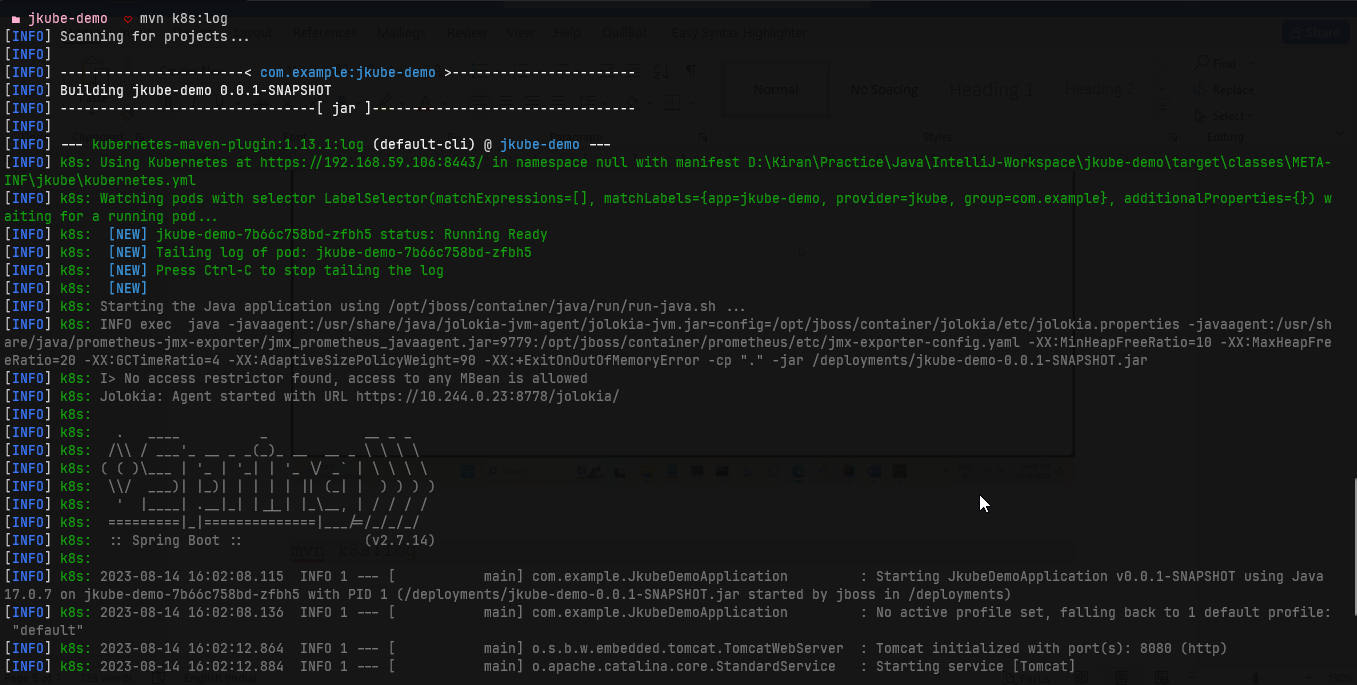 jkube-demo ♡ mvn k8s:log
[INFO] Scanning for projects...
[INFO]
[INFO] -----------------------< com.example:jkube-demo >-----------------------
[INFO] Building jkube-demo 0.0.1-SNAPSHOT
[INFO] --------------------------------[ jar ]---------------------------------
[INFO]
[INFO] --- kubernetes-maven-plugin:1.13.1:log (default-cli) @ jkube-demo ---
[INFO] k8s: Using Kubernetes at https://192.168.59.106:8443/ in namespace null with manifest D:\Kiran\Practice\Java\IntelliJ-Workspace\jkube-demo\target\classes\META-
INF\jkube\kubernetes.yml
[INFO] k8s: Watching pods with selector LabelSelector(matchExpressions=[], matchLabels={app=jkube-demo, provider=jkube, group=com.example}, additionalProperties={}) w
aiting for a running pod...
[INFO] k8s:  [NEW] jkube-demo-7b66c758bd-zfbh5 status: Running Ready
[INFO] k8s:  [NEW] Tailing log of pod: jkube-demo-7b66c758bd-zfbh5
[INFO] k8s:  [NEW] Press Ctrl-C to stop tailing the log
[INFO] k8s:  [NEW]
[INFO] k8s: Starting the Java application using /opt/jboss/container/java/run/run-java.sh ...
[INFO] k8s: INFO exec  java -javaagent:/usr/share/java/jolokia-jvm-agent/jolokia-jvm.jar=config=/opt/jboss/container/jolokia/etc/jolokia.properties -javaagent:/usr/sh
are/java/prometheus-jmx-exporter/jmx_prometheus_javaagent.jar=9779:/opt/jboss/container/prometheus/etc/jmx-exporter-config.yaml -XX:MinHeapFreeRatio=10 -XX:MaxHeapFre
eRatio=20 -XX:GCTimeRatio=4 -XX:AdaptiveSizePolicyWeight=90 -XX:+ExitOnOutOfMemoryError -cp "." -jar /deployments/jkube-demo-0.0.1-SNAPSHOT.jar
[INFO] k8s: I> No access restrictor found, access to any MBean is allowed
[INFO] k8s: Jolokia: Agent started with URL https://10.244.0.23:8778/jolokia/
[INFO] k8s:
[INFO] k8s:   .   ____          _            __ _ _
[INFO] k8s:  /\\ / ___'_ __ _ _(_)_ __  __ _ \ \ \ \
[INFO] k8s: ( ( )\___ | '_ | '_| | '_ \/ _` | \ \ \ \
[INFO] k8s:  \\/  ___)| |_)| | | | | || (_| |  ) ) ) )
[INFO] k8s:   '  |____| .__|_| |_|_| |_\__, | / / / /
[INFO] k8s:  =========|_|==============|___/=/_/_/_/
[INFO] k8s:  :: Spring Boot ::               (v2.7.14)
[INFO] k8s:
[INFO] k8s: 2023-08-14 16:02:08.115  INFO 1 --- [           main] com.example.JkubeDemoApplication         : Starting JkubeDemoApplication v0.0.1-SNAPSHOT using Java
17.0.7 on jkube-demo-7b66c758bd-zfbh5 with PID 1 (/deployments/jkube-demo-0.0.1-SNAPSHOT.jar started by jboss in /deployments)
[INFO] k8s: 2023-08-14 16:02:08.136  INFO 1 --- [           main] com.example.JkubeDemoApplication         : No active profile set, falling back to 1 default profile:
"default"
[INFO] k8s: 2023-08-14 16:02:12.864  INFO 1 --- [           main] o.s.b.w.embedded.tomcat.TomcatWebServer  : Tomcat initialized with port(s): 8080 (http)
[INFO] k8s: 2023-08-14 16:02:12.884  INFO 1 --- [           main] o.apache.catalina.core.StandardService   : Starting service [Tomcat]